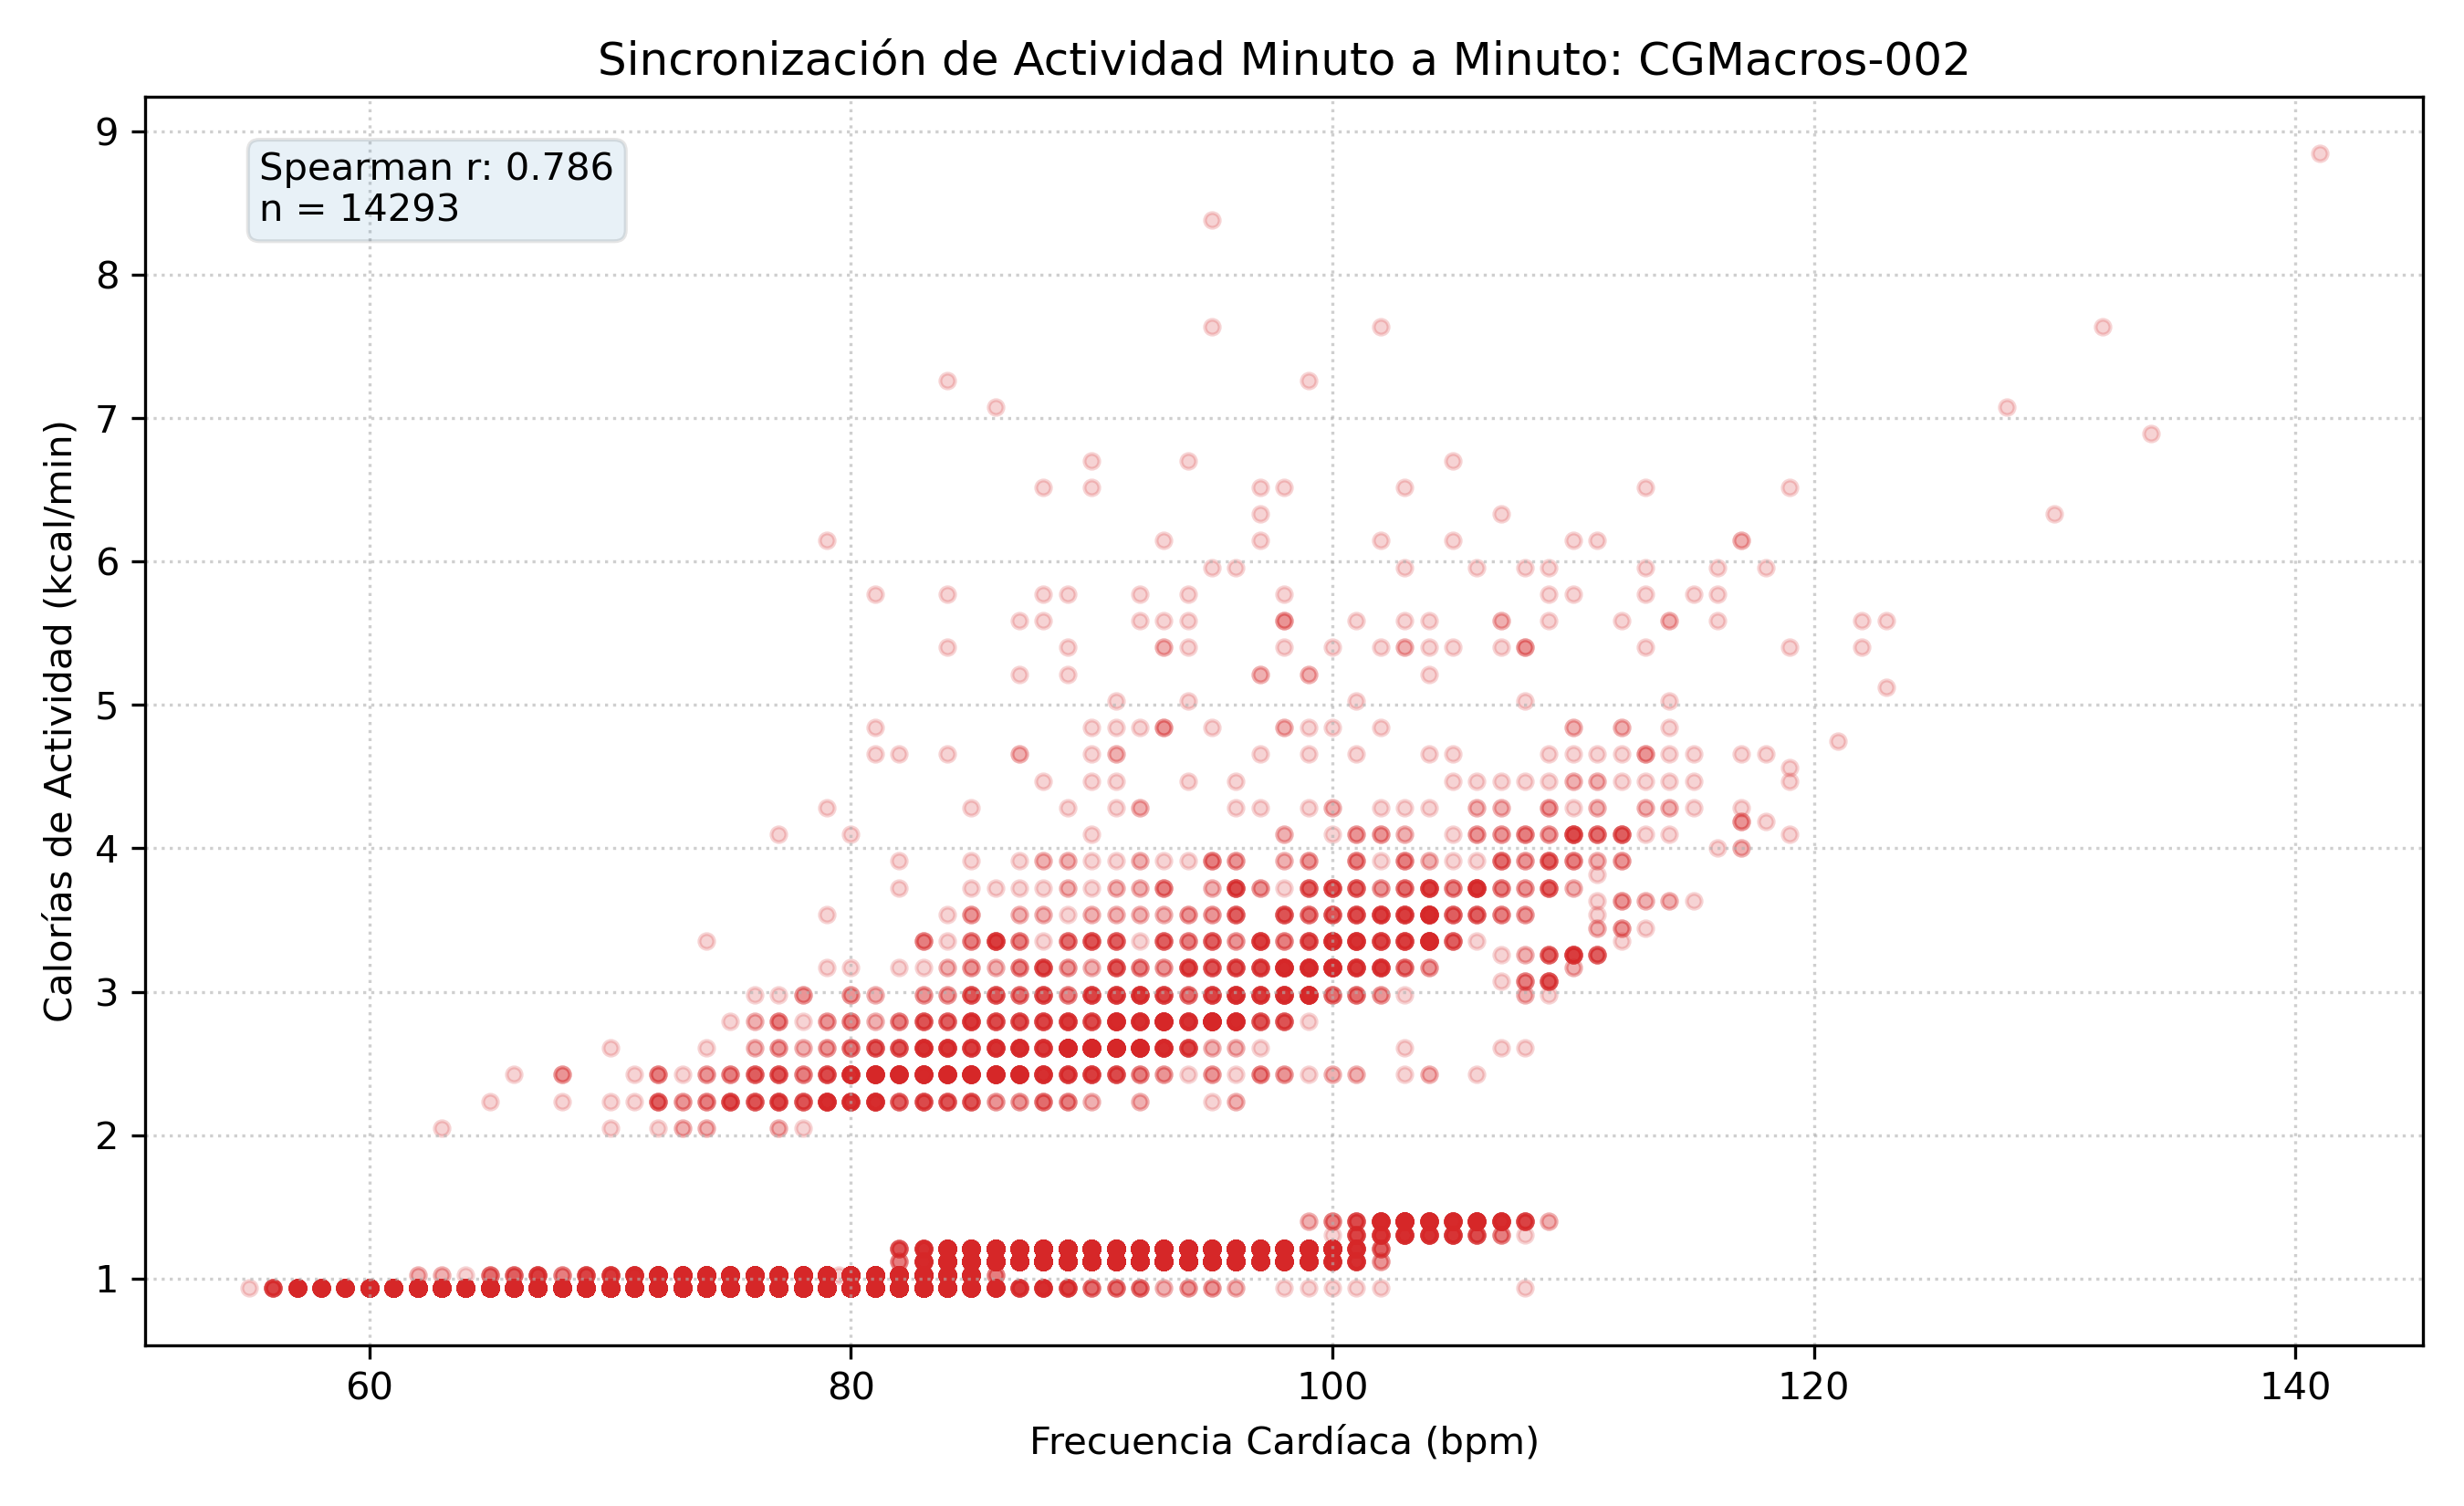 Sincronización de Actividad Minuto a Minuto: CGMacros-002
Spearman r: 0.786
n = 14293
Calorías de Actividad (kcal/min)
9
8
7
6
5
4
3
2
1
60
80
100
120
140
Frecuencia Cardíaca (bpm)